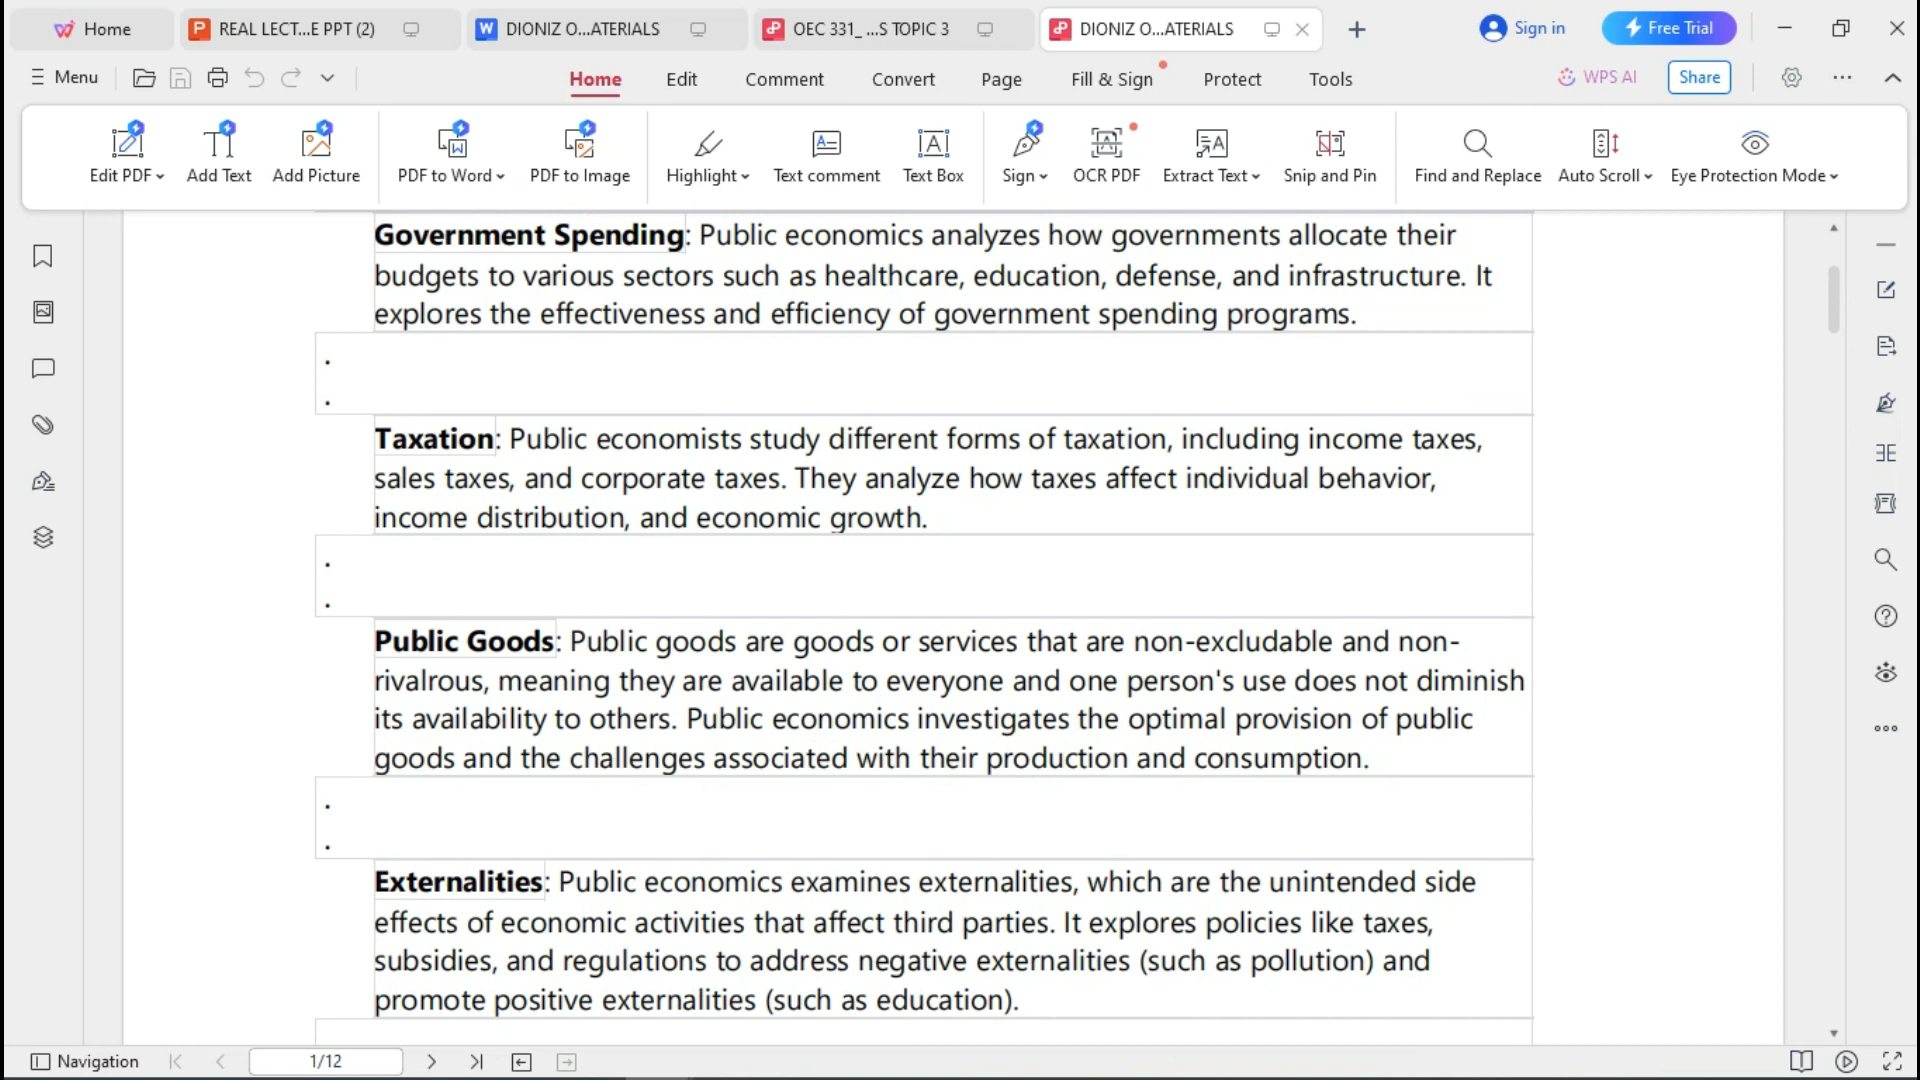 Home
REAL LECT...E PPT (2)
DIONIZ O...ATERIALS
OEC 331_ ...S TOPIC 3
DIONIZ O...ATERIALS
Sign in
Free Trial
Menu
Home
Edit
Comment
Convert
Page
Fill & Sign
Protect
Tools
WPS AI
Share
Edit PDF
Add Text
Add Picture
PDF to Word
PDF to Image
Highlight
Text comment
Text Box
Sign
OCR PDF
Extract Text
Snip and Pin
Find and Replace
Auto Scroll
Eye Protection Mode
Government Spending: Public economics analyzes how governments allocate their
budgets to various sectors such as healthcare, education, defense, and infrastructure. It
explores the effectiveness and efficiency of government spending programs.
.
.
Taxation: Public economists study different forms of taxation, including income taxes,
sales taxes, and corporate taxes. They analyze how taxes affect individual behavior,
income distribution, and economic growth.
.
.
Public Goods: Public goods are goods or services that are non-excludable and non-
rivalrous, meaning they are available to everyone and one person's use does not diminish
its availability to others. Public economics investigates the optimal provision of public
goods and the challenges associated with their production and consumption.
.
.
Externalities: Public economics examines externalities, which are the unintended side
effects of economic activities that affect third parties. It explores policies like taxes,
subsidies, and regulations to address negative externalities (such as pollution) and
promote positive externalities (such as education).
Navigation
1/12